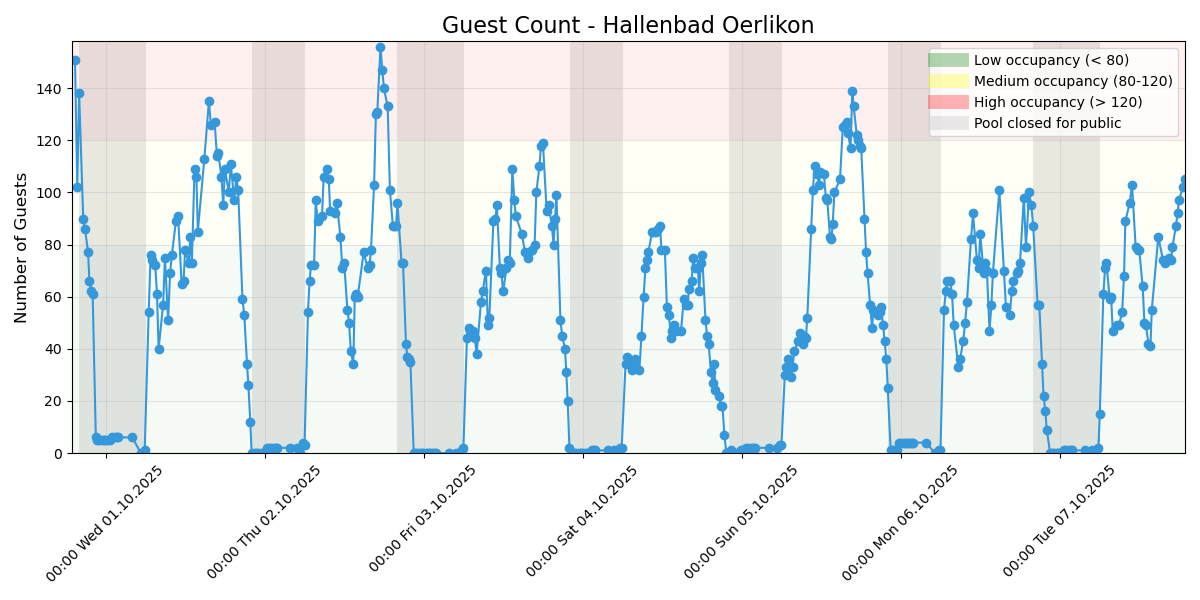 Guest Count - Hallenbad Oerlikon
Number of Guests
140
120
100
80
60
40
20
0
Low occupancy (< 80)
Medium occupancy (80-120)
High occupancy (> 120)
Pool closed for public
00:00 Wed 01.10.2025
00:00 Thu 02.10.2025
00:00 Fri 03.10.2025
00:00 Sat 04.10.2025
00:00 Sun 05.10.2025
00:00 Mon 06.10.2025
00:00 Tue 07.10.2025